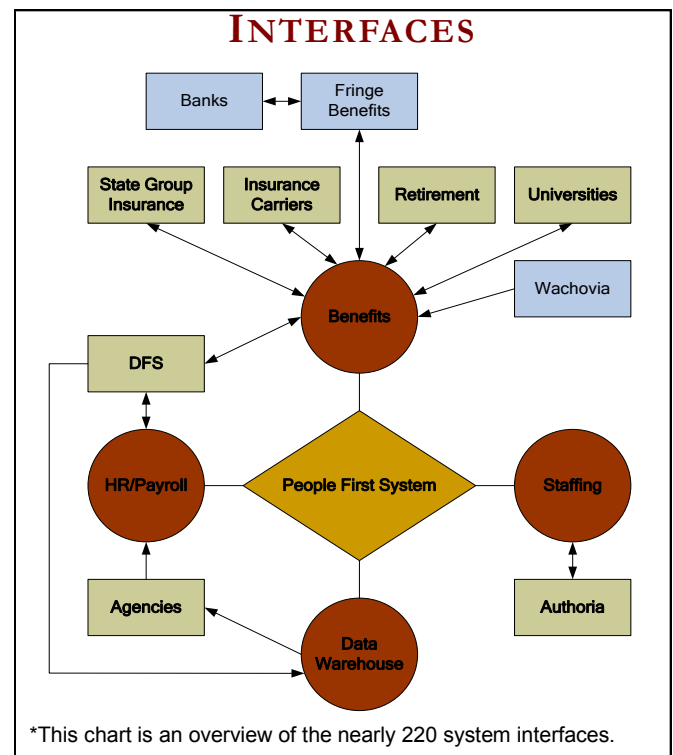 INTERFACES
Banks
Fringe
Benefits
State Group
Insurance
Insurance
Carriers
Retirement
Universities
Wachovia
Benefits
DFS
HR/Payroll
People First System
Staffing
Agencies
Authoria
Data
Warehouse
*This chart is an overview of the nearly 220 system interfaces.